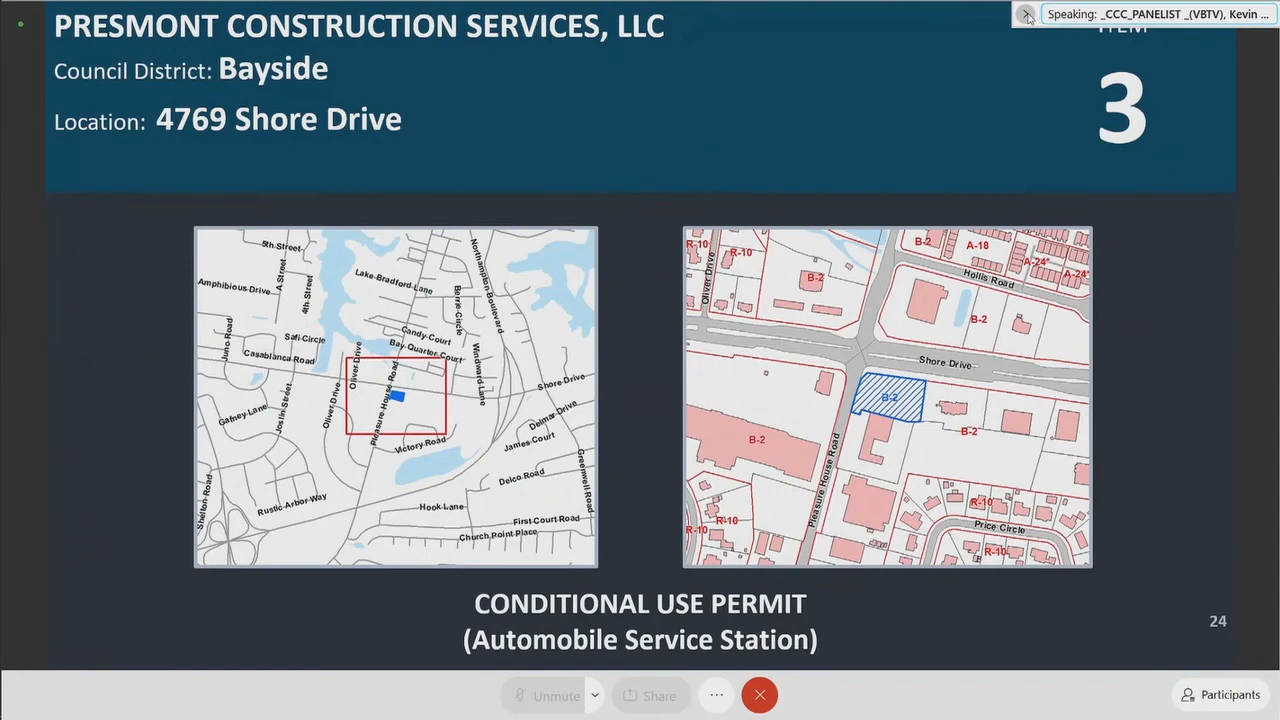 PRESMONT CONSTRUCTION SERVICES, LLC
Speaking: _CCC_PANELIST _(VBTV), Kevin ...
ITEM
3
Council District: Bayside
Location: 4769 Shore Drive
5th Street
A Street
4th Street
Amphibious Drive
Lake Bradford Lane
Northampton Boulevard
Berrie Circle
Juno Road
Safi Circle
Casablanca Road
Candy Court
Bay Quarter Court
Windward Lane
Oliver Drive
Oliver Drive
Pleasure House Road
Shore Drive
Gafney Lane
Joslin Street
Delmar Drive
Victory Road
James Court
Shelton Road
Rustic Arbor Way
Delco Road
Greenwell Road
Hook Lane
First Court Road
Church Point Place
R-10
R-10
Oliver Drive
B-2
B-2
A-18
A-24*
A-24*
Hollis Road
B-2
Shore Drive
B-2
B-2
B-2
Pleasure House Road
R-10
R-10
R-10
Price Circle
R-10
CONDITIONAL USE PERMIT
(Automobile Service Station)
24
Unmute
Share
Participants